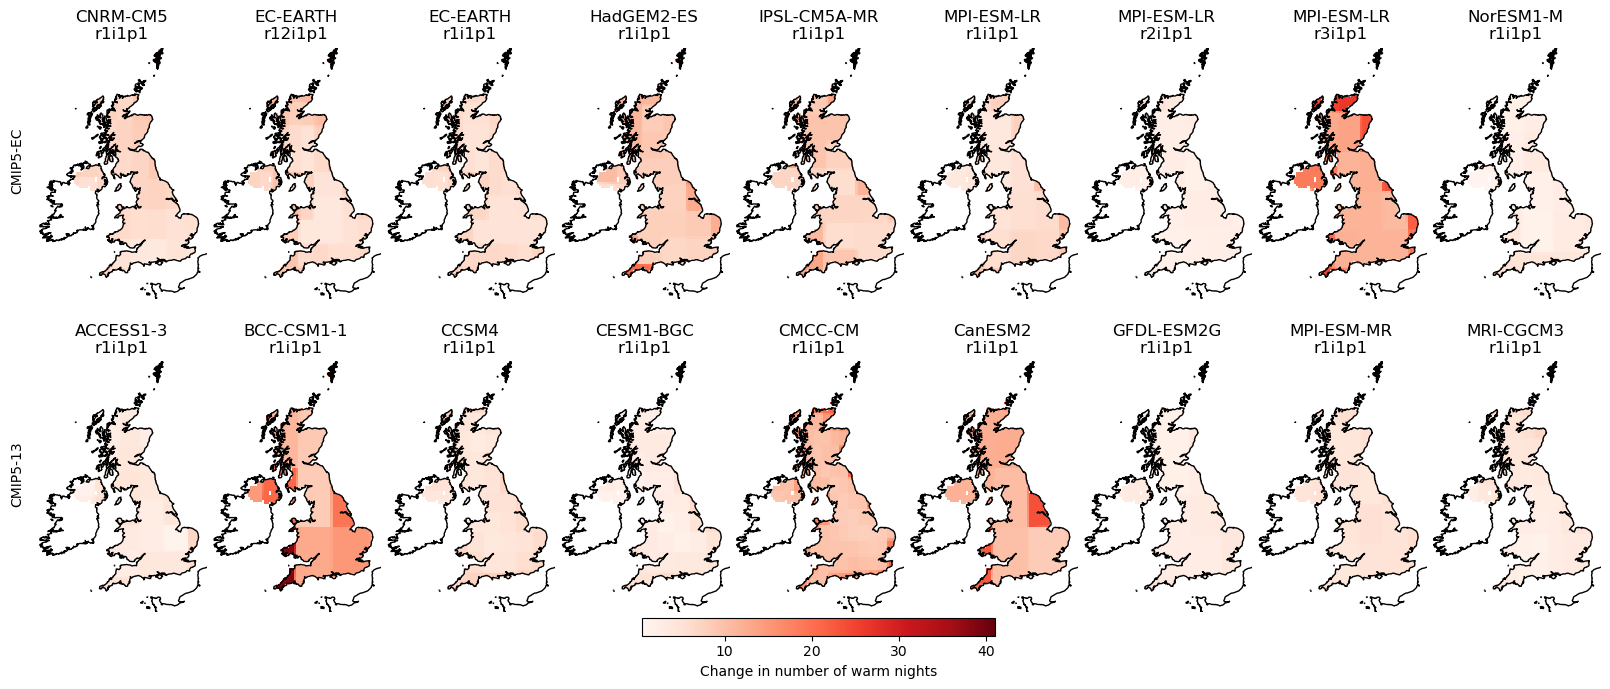 CNRM-CM5 EC-EARTH EC-EARTH HadGEM2-ES IPSL-CM5A-MR MPI-ESM-LR MPI-ESM-LR MPI-ESM-LR NorESM1-M
r1i1p1 r12i1p1 r1i1p1 r1i1p1 r1i1p1 r1i1p1 r2i1p1 r3i1p1 r1i1p1
CMIP5-EC
ACCESS1-3 BCC-CSM1-1 CCSM4 CESM1-BGC CMCC-CM CanESM2 GFDL-ESM2G MPI-ESM-MR MRI-CGCM3
r1i1p1 r1i1p1 r1i1p1 r1i1p1 r1i1p1 r1i1p1 r1i1p1 r1i1p1 r1i1p1
CMIP5-13
10 20 30 40
Change in number of warm nights